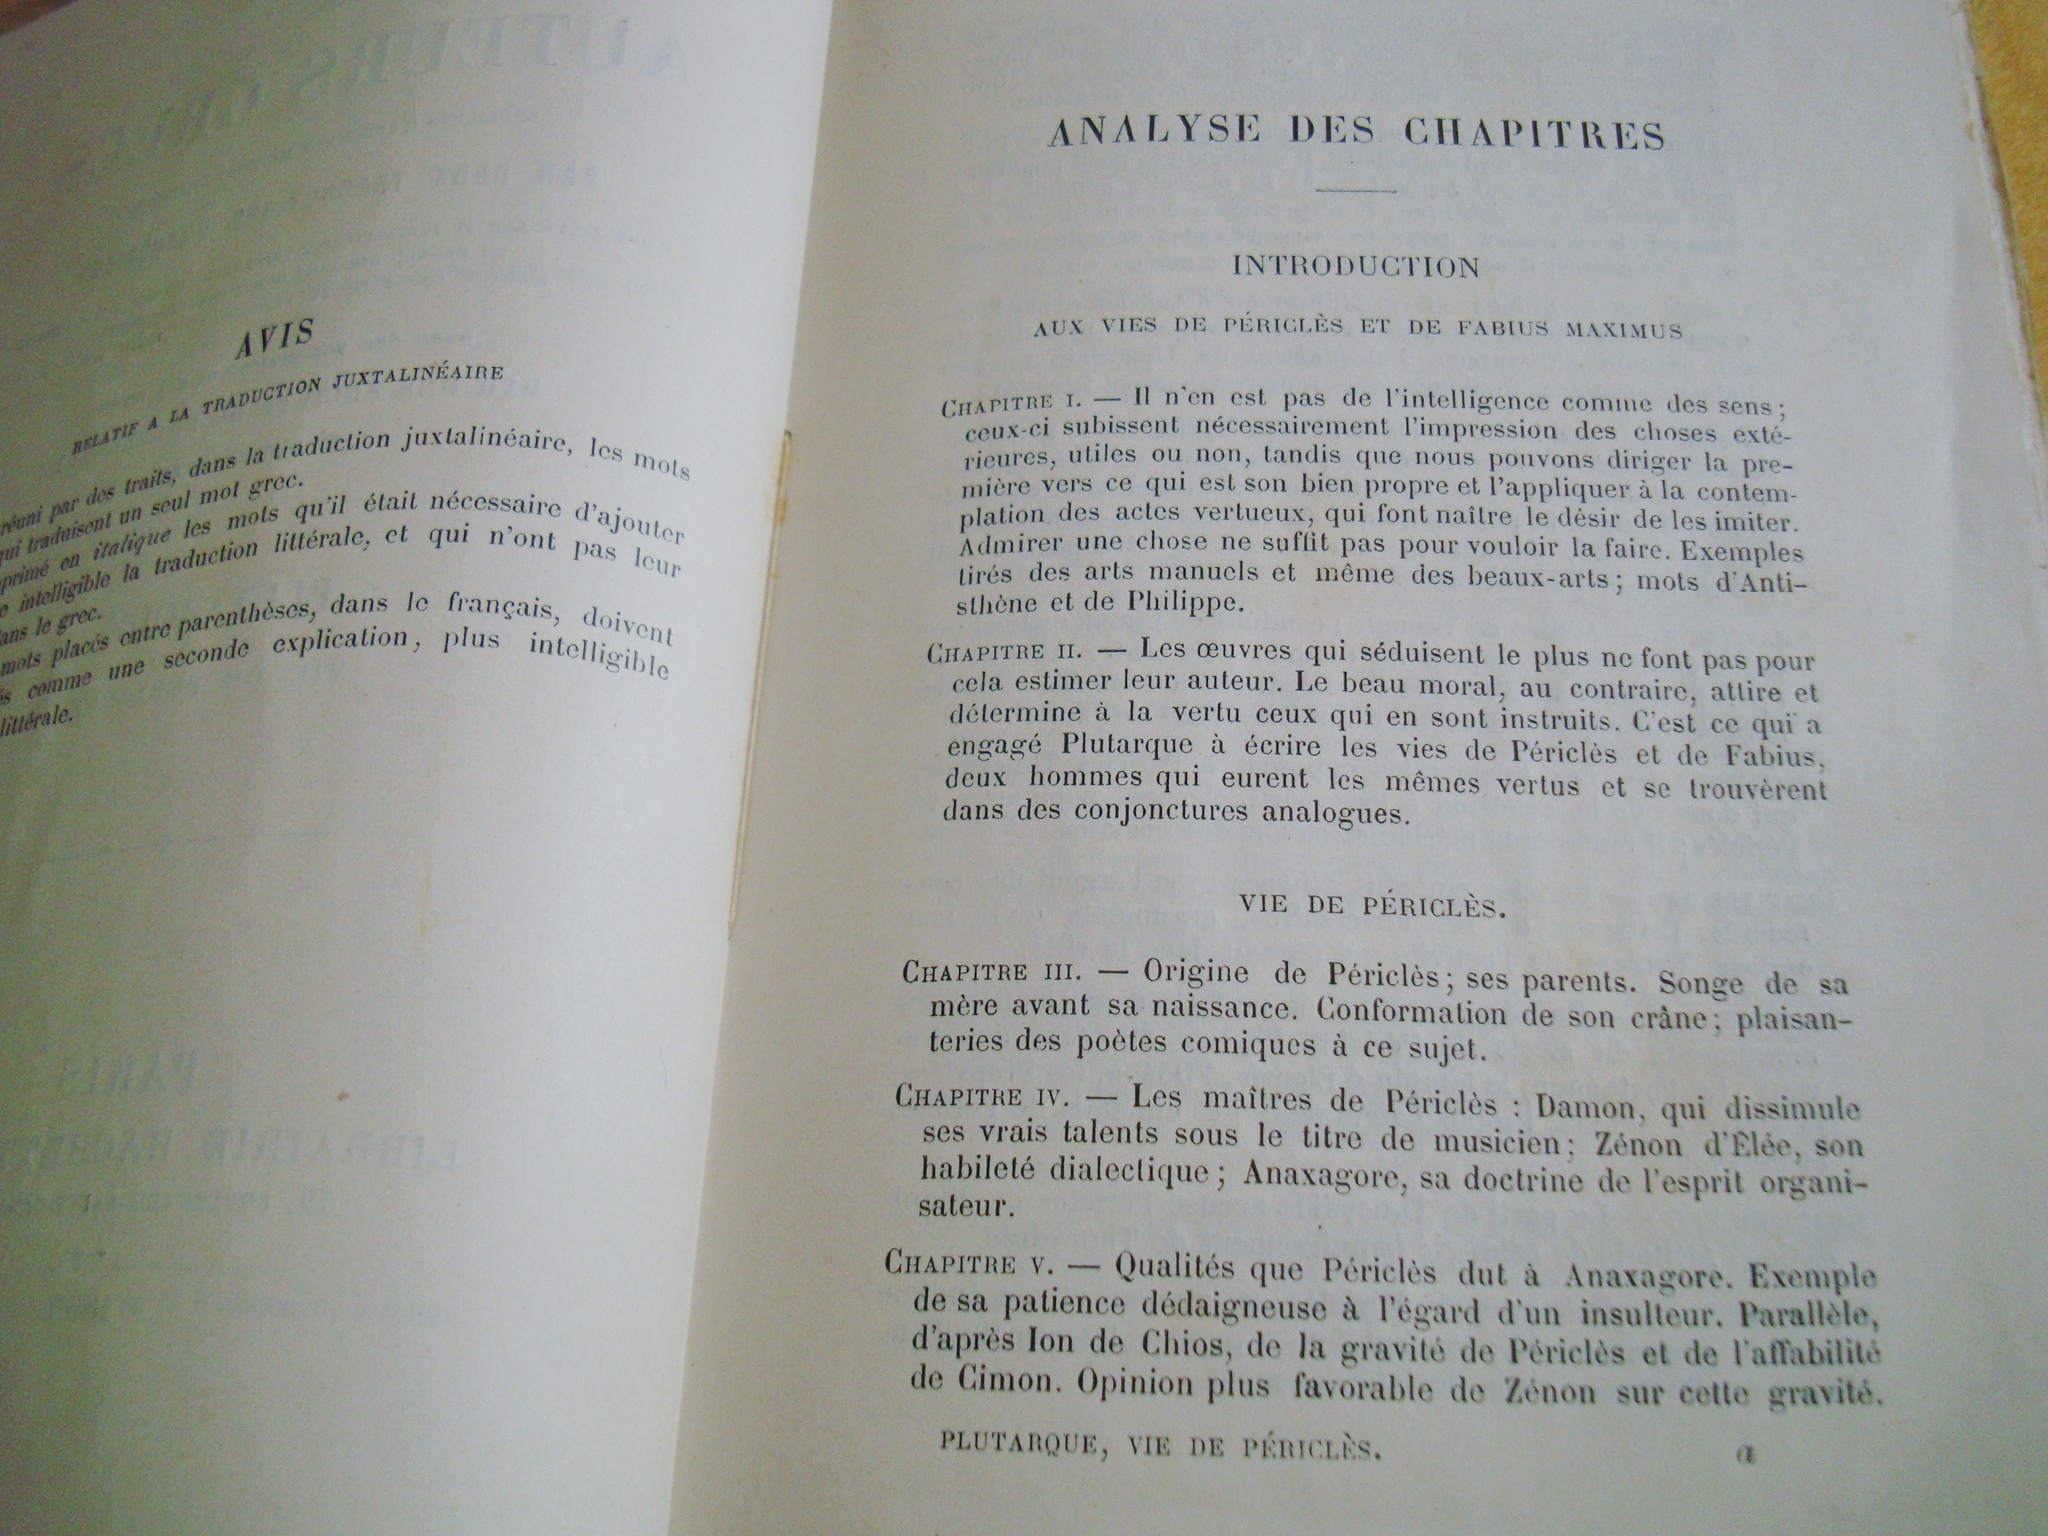 AVIS
RELATIF A LA TRADUCTION JUXTALINÉAIRE
réuni par des traits, dans la traduction juxtalinéaire, les mots
qui traduisent un seul mot grec.
primé en italique les mots qu'il était nécessaire d'ajouter
intelligible la traduction littérale, et qui n'ont pas leur
dans le grec.
mots placés entre parenthèses, dans le français, doivent
comme une seconde explication, plus intelligible
littérale.
ANALYSE DES CHAPITRES
INTRODUCTION
AUX VIES DE PÉRICLÈS ET DE FABIUS MAXIMUS
CHAPITRE I. — Il n'en est pas de l'intelligence comme des sens ;
ceux-ci subissent nécessairement l'impression des choses exté-
rieures, utiles ou non, tandis que nous pouvons diriger la pre-
mière vers ce qui est son bien propre et l'appliquer à la contem-
plation des actes vertueux, qui font naître le désir de les imiter.
Admirer une chose ne suffit pas pour vouloir la faire. Exemples
tirés des arts manuels et même des beaux-arts ; mots d'Anti-
sthène et de Philippe.
CHAPITRE II. — Les œuvres qui séduisent le plus ne font pas pour
cela estimer leur auteur. Le beau moral, au contraire, attire et
détermine à la vertu ceux qui en sont instruits. C'est ce qui a
engagé Plutarque à écrire les vies de Périclès et de Fabius,
deux hommes qui eurent les mêmes vertus et se trouvèrent
dans des conjonctures analogues.
VIE DE PÉRICLÈS.
CHAPITRE III. — Origine de Périclès ; ses parents. Songe de sa
mère avant sa naissance. Conformation de son crâne ; plaisan-
teries des poètes comiques à ce sujet.
CHAPITRE IV. — Les maîtres de Périclès : Damon, qui dissimule
ses vrais talents sous le titre de musicien ; Zénon d'Élée, son
habileté dialectique ; Anaxagore, sa doctrine de l'esprit organi-
sateur.
CHAPITRE V. — Qualités que Périclès dut à Anaxagore. Exemple
de sa patience dédaigneuse à l'égard d'un insulteur. Parallèle,
d'après Ion de Chios, de la gravité de Périclès et de l'affabilité
de Cimon. Opinion plus favorable de Zénon sur cette gravité.
PLUTARQUE, VIE DE PÉRICLÈS. a